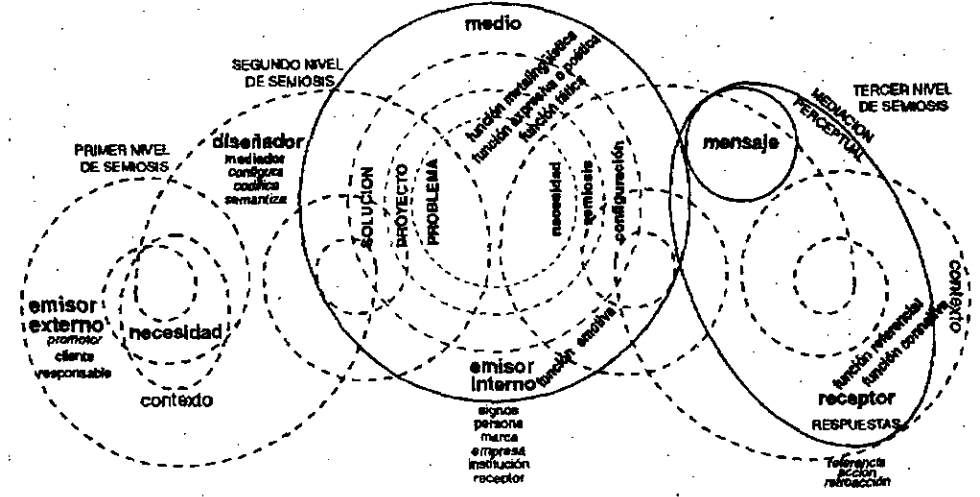 medio
SEGUNDO NIVEL
DE SEMIOSIS
función metalingüística
función expresiva o poética
función fática
TERCER NIVEL
DE SEMIOSIS
MEDIACION
PERCEPTUAL
mensaje
PRIMER NIVEL
DE SEMIOSIS
diseñador
mediador
configura
codifica
semantiza
SOLUCION
PROYECTO
PROBLEMA
necesidad
semiosis
configuración
contexto
emisor
externo
promotor
cliente
responsable
necesidad
contexto
emisor
interno
función emotiva
signos
persona
marca
empresa
institución
receptor
función referencial
función connativa
receptor
RESPUESTAS
referencia
acción
retroacción